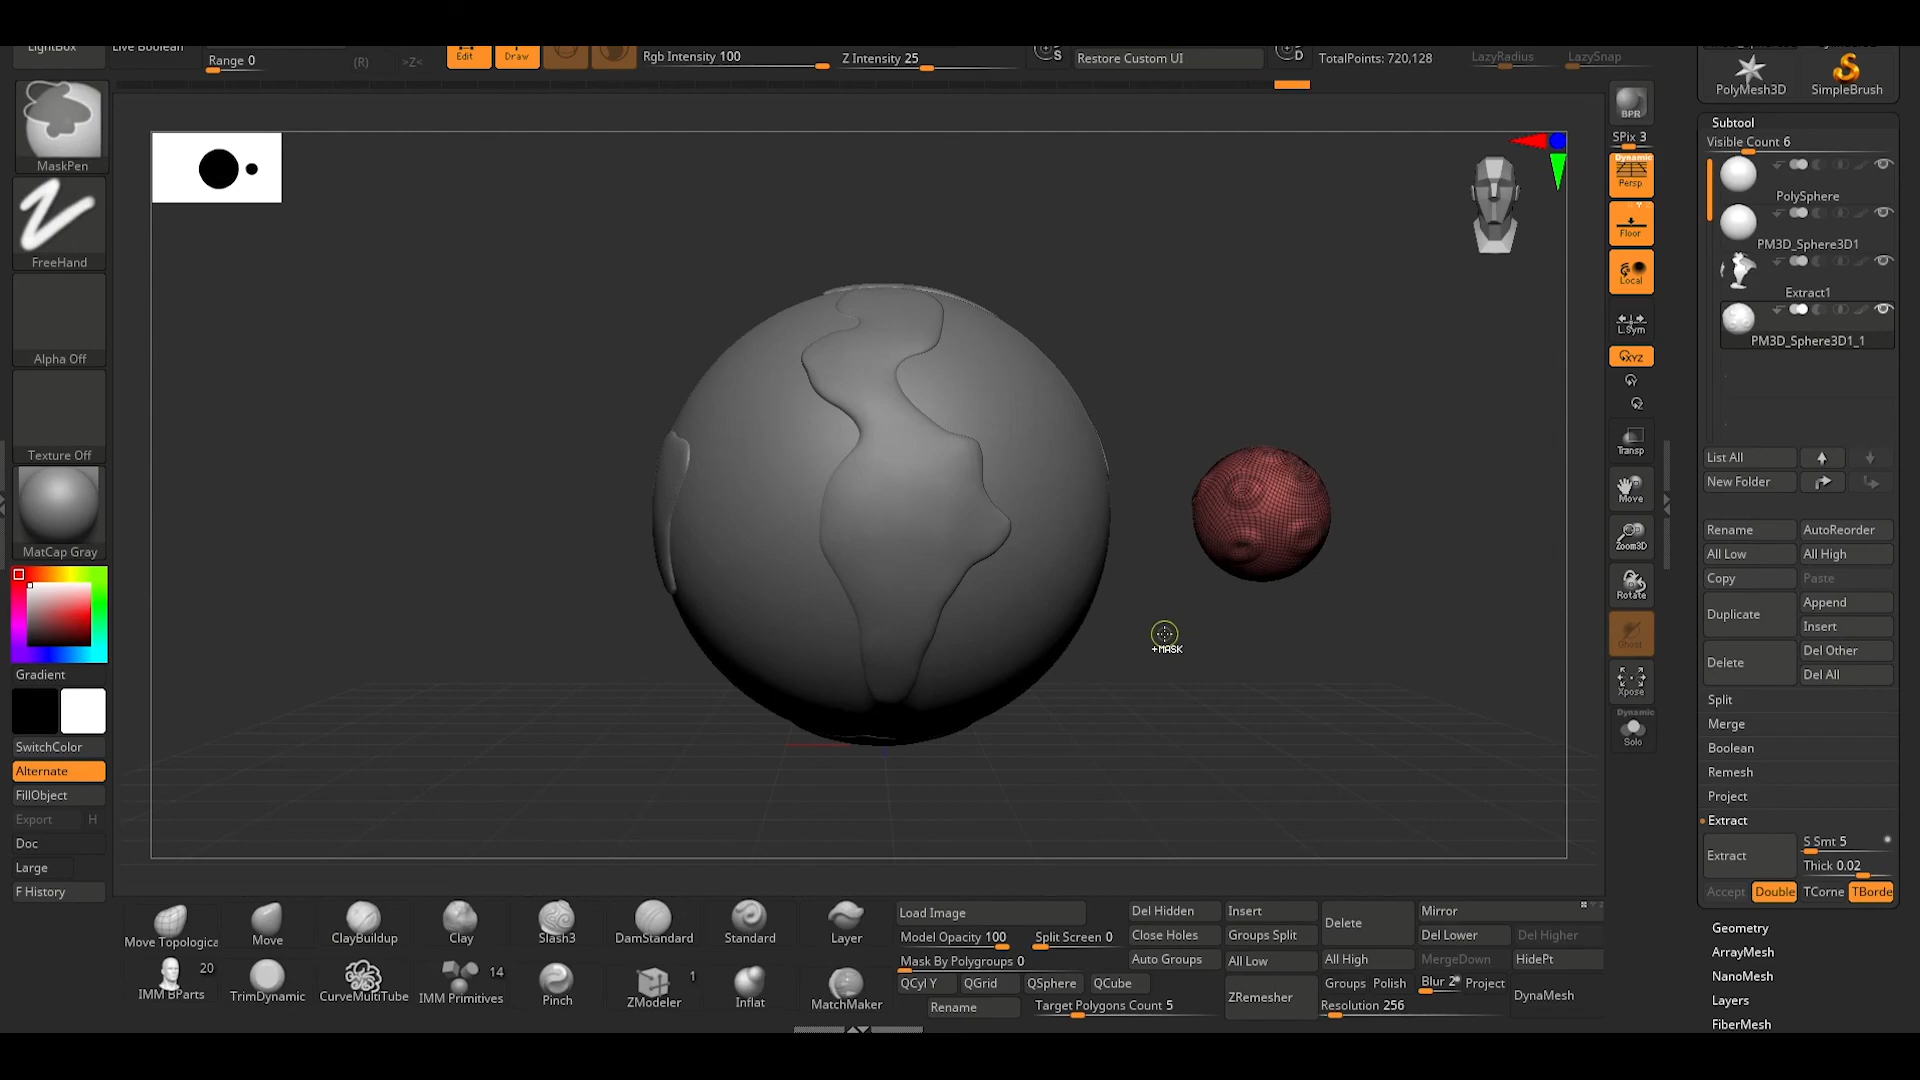 LightBox
Live Boolean
Range 0
(R)
>Z<
Edit
Draw
Rgb Intensity 100
Z Intensity 25
S
Restore Custom UI
D
TotalPoints: 720,128
LazyRadius
LazySnap
MaskPen
FreeHand
Alpha Off
Texture Off
MatCap Gray
Gradient
SwitchColor
Alternate
FillObject
Export H
Doc
Large
F History
+MASK
BPR
SPix 3
Dynamic
Persp
Floor
Local
L.Sym
XYZ
Y
Z
Transp
Move
Zoom3D
Rotate
Ghost
Xpose
Dynamic
Solo
PolyMesh3D
SimpleBrush
Subtool
Visible Count 6
PolySphere
PM3D_Sphere3D1
Extract1
PM3D_Sphere3D1_1
List All
New Folder
Rename
AutoReorder
All Low
All High
Copy
Paste
Duplicate
Append
Insert
Delete
Del Other
Del All
Split
Merge
Boolean
Remesh
Project
Extract
Extract
S Smt 5
Thick 0.02
Accept
Double
TCorne
TBorde
Geometry
ArrayMesh
NanoMesh
Layers
FiberMesh
Move Topologica
Move
ClayBuildup
Clay
Slash3
DamStandard
Standard
Layer
20
IMM BParts
TrimDynamic
CurveMultiTube
14
IMM Primitives
Pinch
1
ZModeler
Inflat
MatchMaker
Load Image
Model Opacity 100
Split Screen 0
Mask By Polygroups 0
QCyl Y
QGrid
QSphere
QCube
Rename
Target Polygons Count 5
Del Hidden
Insert
Delete
Mirror
Close Holes
Groups Split
Del Lower
Del Higher
Auto Groups
All Low
All High
MergeDown
HidePt
ZRemesher
Groups
Polish
Blur 2
Project
Resolution 256
DynaMesh